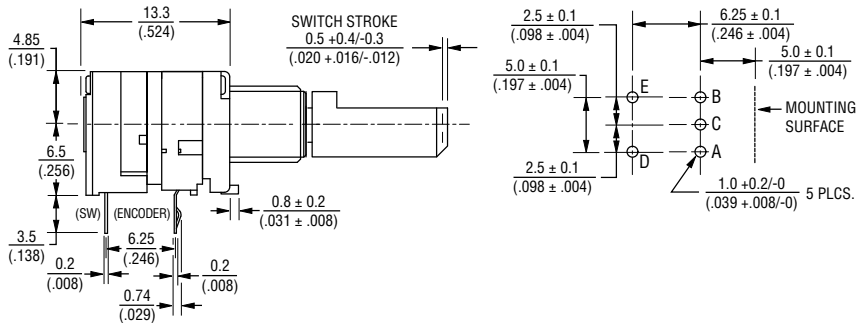 13.3
(.524)
SWITCH STROKE
0.5 +0.4/-0.3
(.020 +.016/-.012)
4.85
(.191)
6.5
(.256)
(SW)
(ENCODER)
0.8 ± 0.2
(.031 ± .008)
3.5
(.138)
6.25
(.246)
0.2
(.008)
0.2
(.008)
0.74
(.029)
2.5 ± 0.1
(.098 ± .004)
6.25 ± 0.1
(.246 ± .004)
5.0 ± 0.1
(.197 ± .004)
5.0 ± 0.1
(.197 ± .004)
E
B
C
MOUNTING
SURFACE
D
A
2.5 ± 0.1
(.098 ± .004)
1.0 +0.2/-0
(.039 +.008/-0)
5 PLCS.